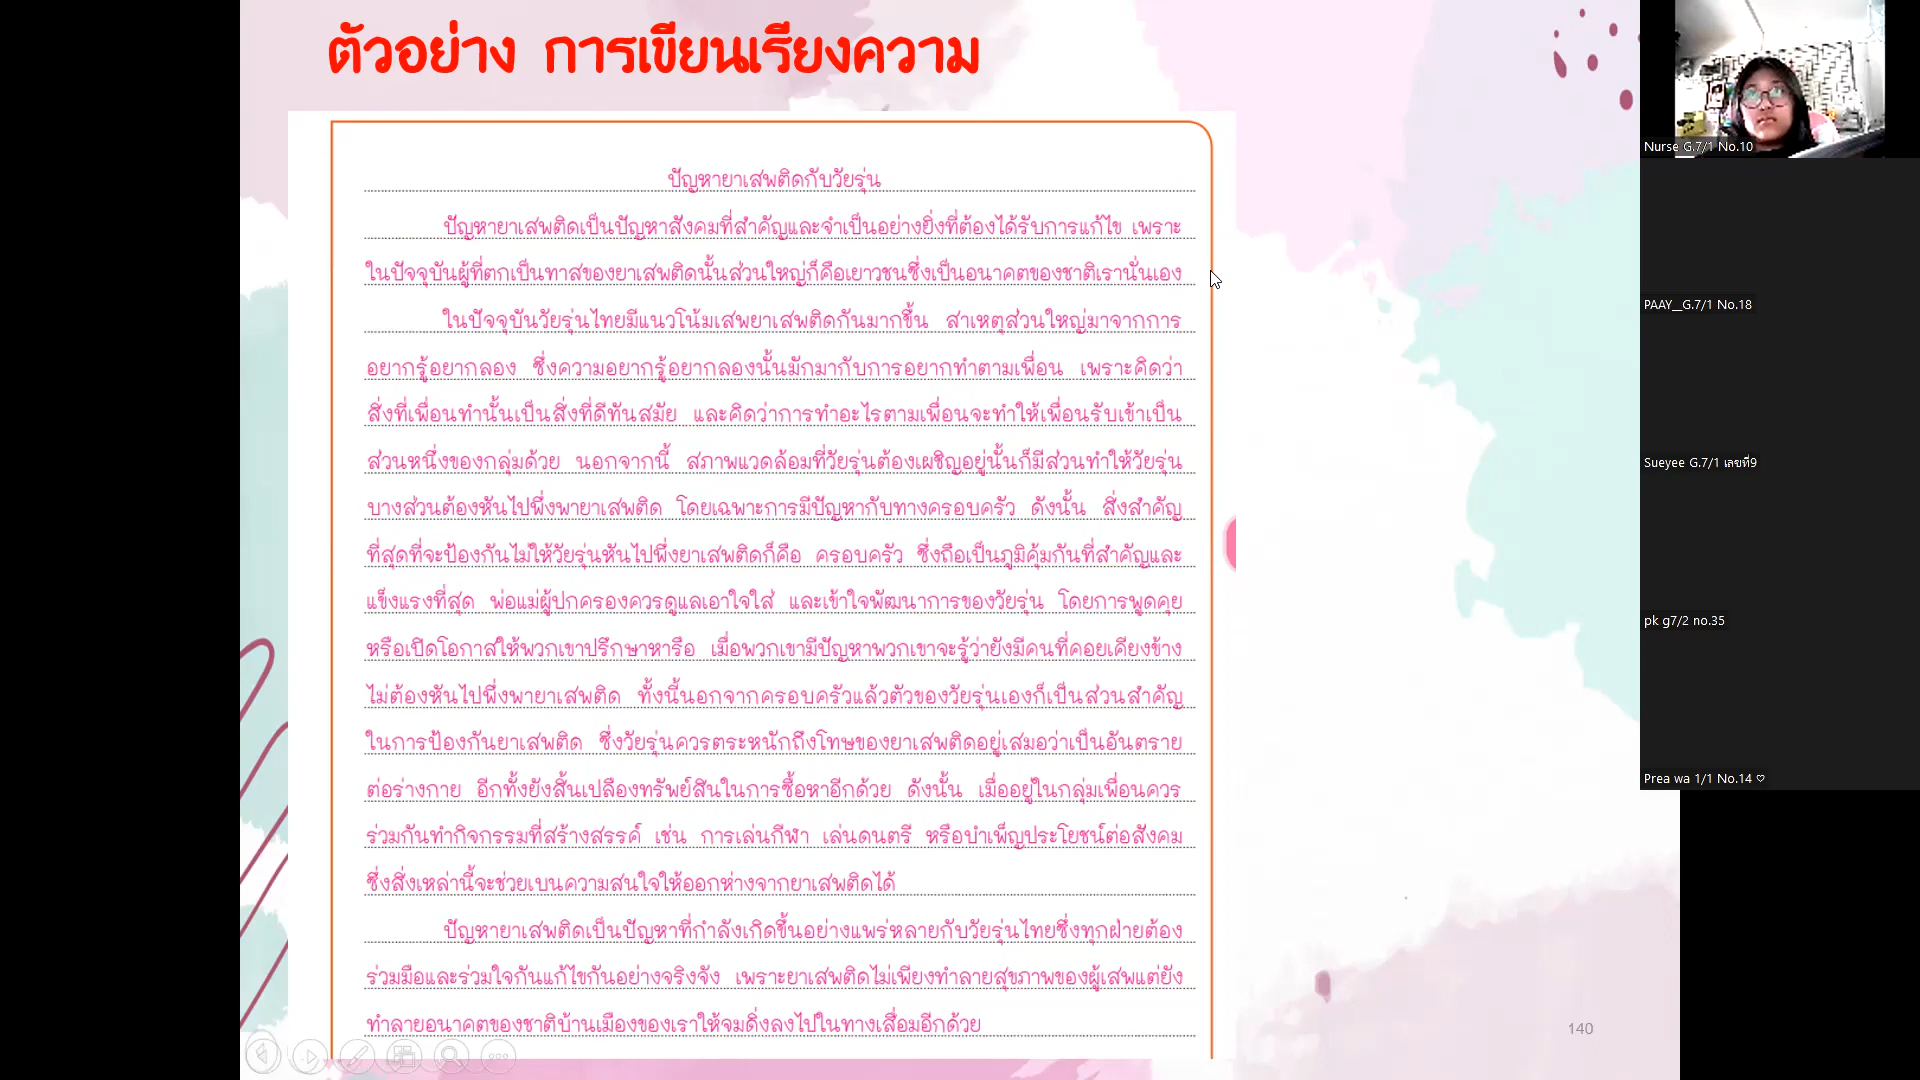 ตัวอย่าง การเขียนเรียงความ
ปัญหายาเสพติดกับวัยรุ่น
ปัญหายาเสพติดเป็นปัญหาสังคมที่สำคัญและจำเป็นอย่างยิ่งที่ต้องได้รับการแก้ไข เพราะ
ในปัจจุบันผู้ที่ตกเป็นทาสของยาเสพติดนั้นส่วนใหญ่ก็คือเยาวชนซึ่งเป็นอนาคตของชาติเรานั่นเอง
ในปัจจุบันวัยรุ่นไทยมีแนวโน้มเสพยาเสพติดกันมากขึ้น สาเหตุส่วนใหญ่มาจากการ
อยากรู้อยากลอง ซึ่งความอยากรู้อยากลองนั้นมักมากับการอยากทำตามเพื่อน เพราะคิดว่า
สิ่งที่เพื่อนทำนั้นเป็นสิ่งที่ดีทันสมัย และคิดว่าการทำอะไรตามเพื่อนจะทำให้เพื่อนรับเข้าเป็น
ส่วนหนึ่งของกลุ่มด้วย นอกจากนี้ สภาพแวดล้อมที่วัยรุ่นต้องเผชิญอยู่นั้นก็มีส่วนทำให้วัยรุ่น
บางส่วนต้องหันไปพึ่งพายาเสพติด โดยเฉพาะการมีปัญหากับทางครอบครัว ดังนั้น สิ่งสำคัญ
ที่สุดที่จะป้องกันไม่ให้วัยรุ่นหันไปพึ่งยาเสพติดก็คือ ครอบครัว ซึ่งถือเป็นภูมิคุ้มกันที่สำคัญและ
แข็งแรงที่สุด พ่อแม่ผู้ปกครองควรดูแลเอาใจใส่ และเข้าใจพัฒนาการของวัยรุ่น โดยการพูดคุย
หรือเปิดโอกาสให้พวกเขาปรึกษาหารือ เมื่อพวกเขามีปัญหาพวกเขาจะรู้ว่ายังมีคนที่คอยเคียงข้าง
ไม่ต้องหันไปพึ่งพายาเสพติด ทั้งนี้นอกจากครอบครัวแล้วตัวของวัยรุ่นเองก็เป็นส่วนสำคัญ
ในการป้องกันยาเสพติด ซึ่งวัยรุ่นควรตระหนักถึงโทษของยาเสพติดอยู่เสมอว่าเป็นอันตราย
ต่อร่างกาย อีกทั้งยังสิ้นเปลืองทรัพย์สินในการซื้อหาอีกด้วย ดังนั้น เมื่ออยู่ในกลุ่มเพื่อนควร
ร่วมกันทำกิจกรรมที่สร้างสรรค์ เช่น การเล่นกีฬา เล่นดนตรี หรือบำเพ็ญประโยชน์ต่อสังคม
ซึ่งสิ่งเหล่านี้จะช่วยเบนความสนใจให้ออกห่างจากยาเสพติดได้
ปัญหายาเสพติดเป็นปัญหาที่กำลังเกิดขึ้นอย่างแพร่หลายกับวัยรุ่นไทยซึ่งทุกฝ่ายต้อง
ร่วมมือและร่วมใจกันแก้ไขกันอย่างจริงจัง เพราะยาเสพติดไม่เพียงทำลายสุขภาพของผู้เสพแต่ยัง
ทำลายอนาคตของชาติบ้านเมืองของเราให้จมดิ่งลงไปในทางเสื่อมอีกด้วย
140
Nurse G.7/1 No.10
PAAY__G.7/1 No.18
Sueyee G.7/1 เลขที่9
pk g7/2 no.35
Prea wa 1/1 No.14 ♡